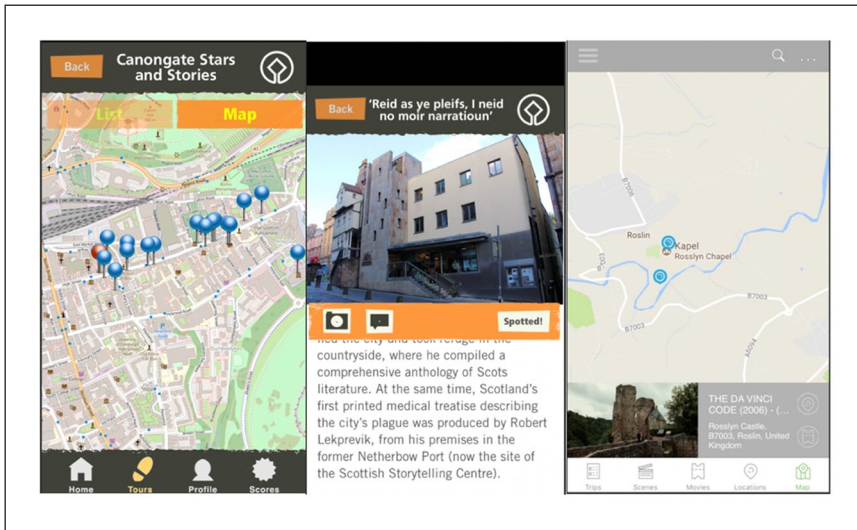 Back
Canongate Stars
and Stories
List
Map
Home
Tours
Profile
Scores
Back
'Reid as ye pleifs, I neid
no moir narratioun'
Spotted!
fled the city and took refuge in the
countryside, where he compiled a
comprehensive anthology of Scots
literature. At the same time, Scotland's
first printed medical treatise describing
the city's plague was produced by Robert
Lekprevik, from his premises in the
former Netherbow Port (now the site of
the Scottish Storytelling Centre).
...
B7006
Roslin
Kapel
Rosslyn Chapel
B7003
B7003
A6094
THE DA VINCI
CODE (2006) - (...
Rosslyn Castle,
B7003, Roslin, United
Kingdom
Trips
Scenes
Movies
Locations
Map